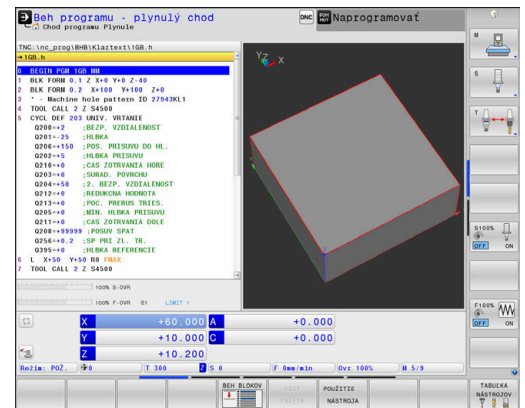 Beh programu - plynulý chod
Chod programu Plynule
DNC
Naprogramovať
TNC:\nc_prog\BHB\Klartext\1GB.h
→1GB.h
0 BEGIN PGM 1GB MM
1 BLK FORM 0.1 Z X+0 Y+0 Z-40
2 BLK FORM 0.2 X+100 Y+100 Z+0
3 * - Machine hole pattern ID 27943KL1
4 TOOL CALL 2 Z S4500
5 CYCL DEF 203 UNIV. VRTANIE
Q200=+2 ;BEZP. VZDIALENOST
Q201=-25 ;HLBKA
Q206=+150 ;POS. PRISUVU DO HL.
Q202=+5 ;HLBKA PRISUVU
Q210=+0 ;CAS ZOTRVANIA HORE
Q203=+0 ;SURAD. POVRCHU
Q204=+50 ;2. BEZP. VZDIALENOST
Q212=+0 ;REDUKCNA HODNOTA
Q213=+0 ;POC. PRERUS TRIES.
Q205=+0 ;MIN. HLBKA PRISUVU
Q211=+0 ;CAS ZOTRVANIA DOLE
Q208=+99999 ;POSUV SPAT
Q256=+0.2 ;SP PRI ZL. TR.
Q395=+0 ;HLBKA REFERENCIE
6 L X+50 Y+50 R0 FMAX
7 TOOL CALL 2 Z S4500
Y Z X
M
S
T
S100%
OFF ON
F100%
OFF ON
100% S-OVR
100% F-OVR S1 LIMIT 1
X +60.000 A +0.000
Y +10.000 C +0.000
Z +10.200
Režim: POŽ. 0 T 300 Z S 0 F 0mm/min Ovr 100% M 5/9
BEH BLOKOV
EDIT
PALETA
POUŽITIE
NÁSTROJA
TABUĽKA
NÁSTROJOV